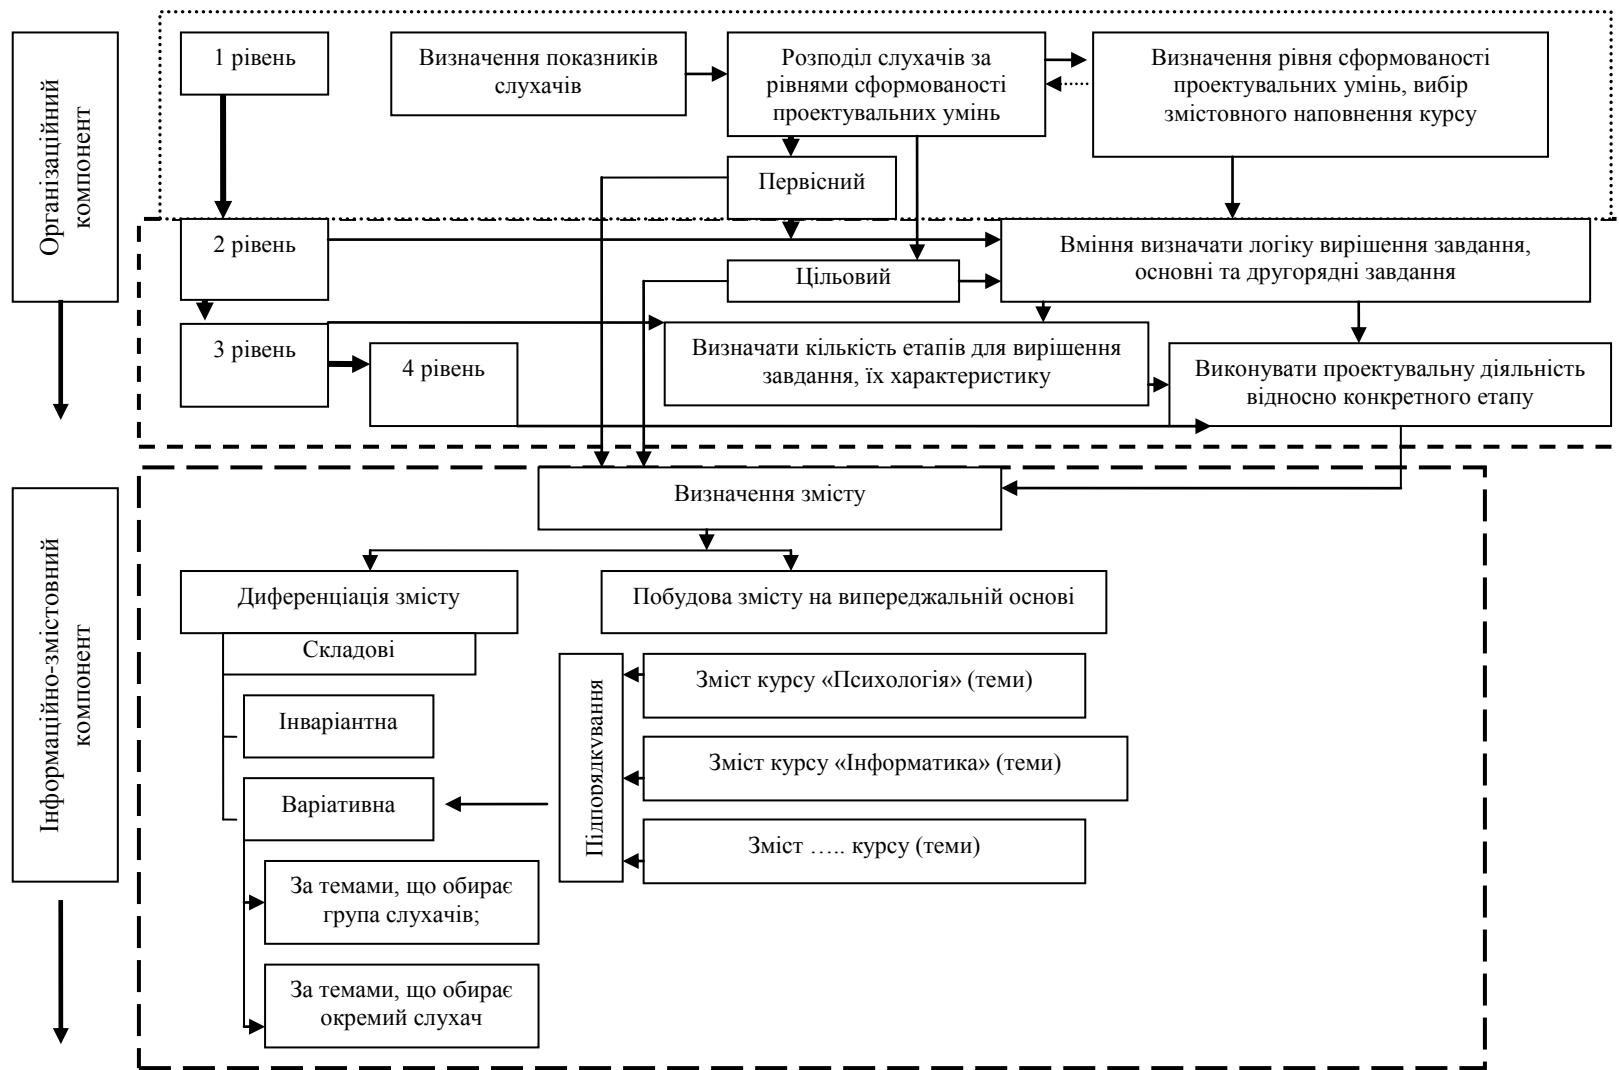 Організаційний
компонент
1 рівень
Визначення показників
слухачів
Розподіл слухачів за
рівнями сформованості
проектувальних умінь
Визначення рівня сформованості
проектувальних умінь, вибір
змістовного наповнення курсу
Первісний
2 рівень
Вміння визначати логіку вирішення завдання,
основні та другорядні завдання
Цільовий
3 рівень
4 рівень
Визначати кількість етапів для вирішення
завдання, їх характеристику
Виконувати проектувальну діяльність
відносно конкретного етапу
Інформаційно-змістовний
компонент
Визначення змісту
Диференціація змісту
Побудова змісту на випереджальній основі
Складові
Інваріантна
Варіативна
За темами, що обирає
група слухачів;
За темами, що обирає
окремий слухач
Підпорядкування
Зміст курсу «Психологія» (теми)
Зміст курсу «Інформатика» (теми)
Зміст ….. курсу (теми)